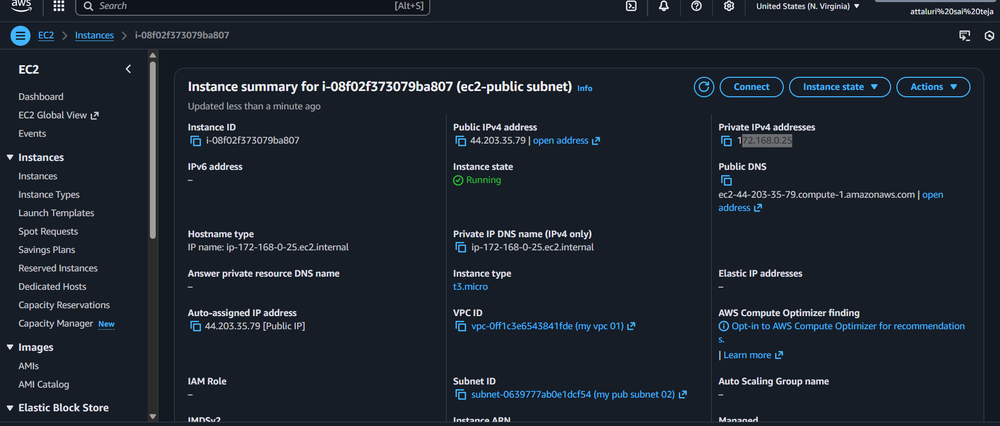 aws
Search
[Alt+S]
United States (N. Virginia)
attaluri%20sai%20teja
EC2
Instances
i-08f02f373079ba807
EC2
Dashboard
EC2 Global View
Events
Instances
Instances
Instance Types
Launch Templates
Spot Requests
Savings Plans
Reserved Instances
Dedicated Hosts
Capacity Reservations
Capacity Manager New
Images
AMIs
AMI Catalog
Elastic Block Store
Instance summary for i-08f02f373079ba807 (ec2-public subnet) Info
Updated less than a minute ago
Connect
Instance state
Actions
Instance ID
i-08f02f373079ba807
Public IPv4 address
44.203.35.79 | open address
Private IPv4 addresses
172.168.0.25
IPv6 address
–
Instance state
Running
Public DNS
ec2-44-203-35-79.compute-1.amazonaws.com | open
address
Hostname type
IP name: ip-172-168-0-25.ec2.internal
Private IP DNS name (IPv4 only)
ip-172-168-0-25.ec2.internal
Answer private resource DNS name
–
Instance type
t3.micro
Elastic IP addresses
–
Auto-assigned IP address
44.203.35.79 [Public IP]
VPC ID
vpc-0ff1c3e6543841fde (my vpc 01)
AWS Compute Optimizer finding
Opt-in to AWS Compute Optimizer for recommendation
s.
| Learn more
IAM Role
–
Subnet ID
subnet-0639777ab0e1dcf54 (my pub subnet 02)
Auto Scaling Group name
–
IMDSv2
Instance ARN
Managed